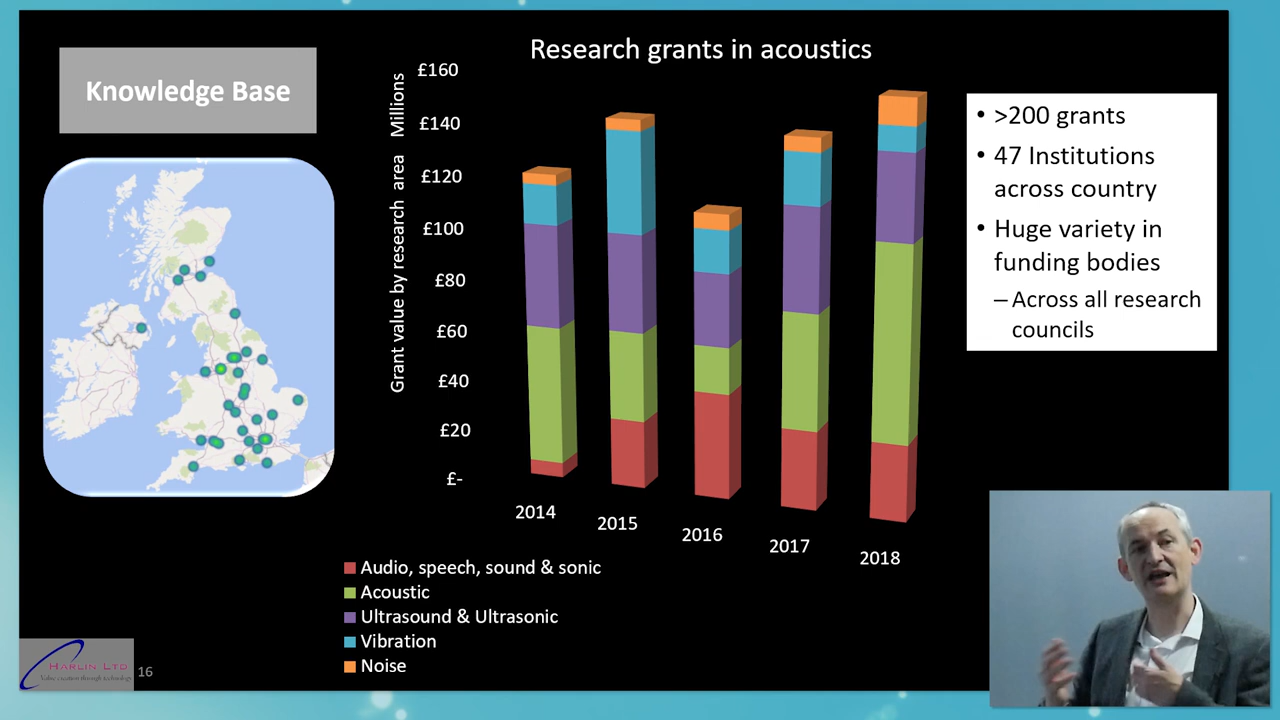 Knowledge Base
Research grants in acoustics
Grant value by research area Millions
£160
£140
£120
£100
£80
£60
£40
£20
£-
2014
2015
2016
2017
2018
Audio, speech, sound & sonic
Acoustic
Ultrasound & Ultrasonic
Vibration
Noise
• >200 grants
• 47 Institutions
across country
• Huge variety in
funding bodies
– Across all research
councils
HARLIN LTD
Value creation through technology
16